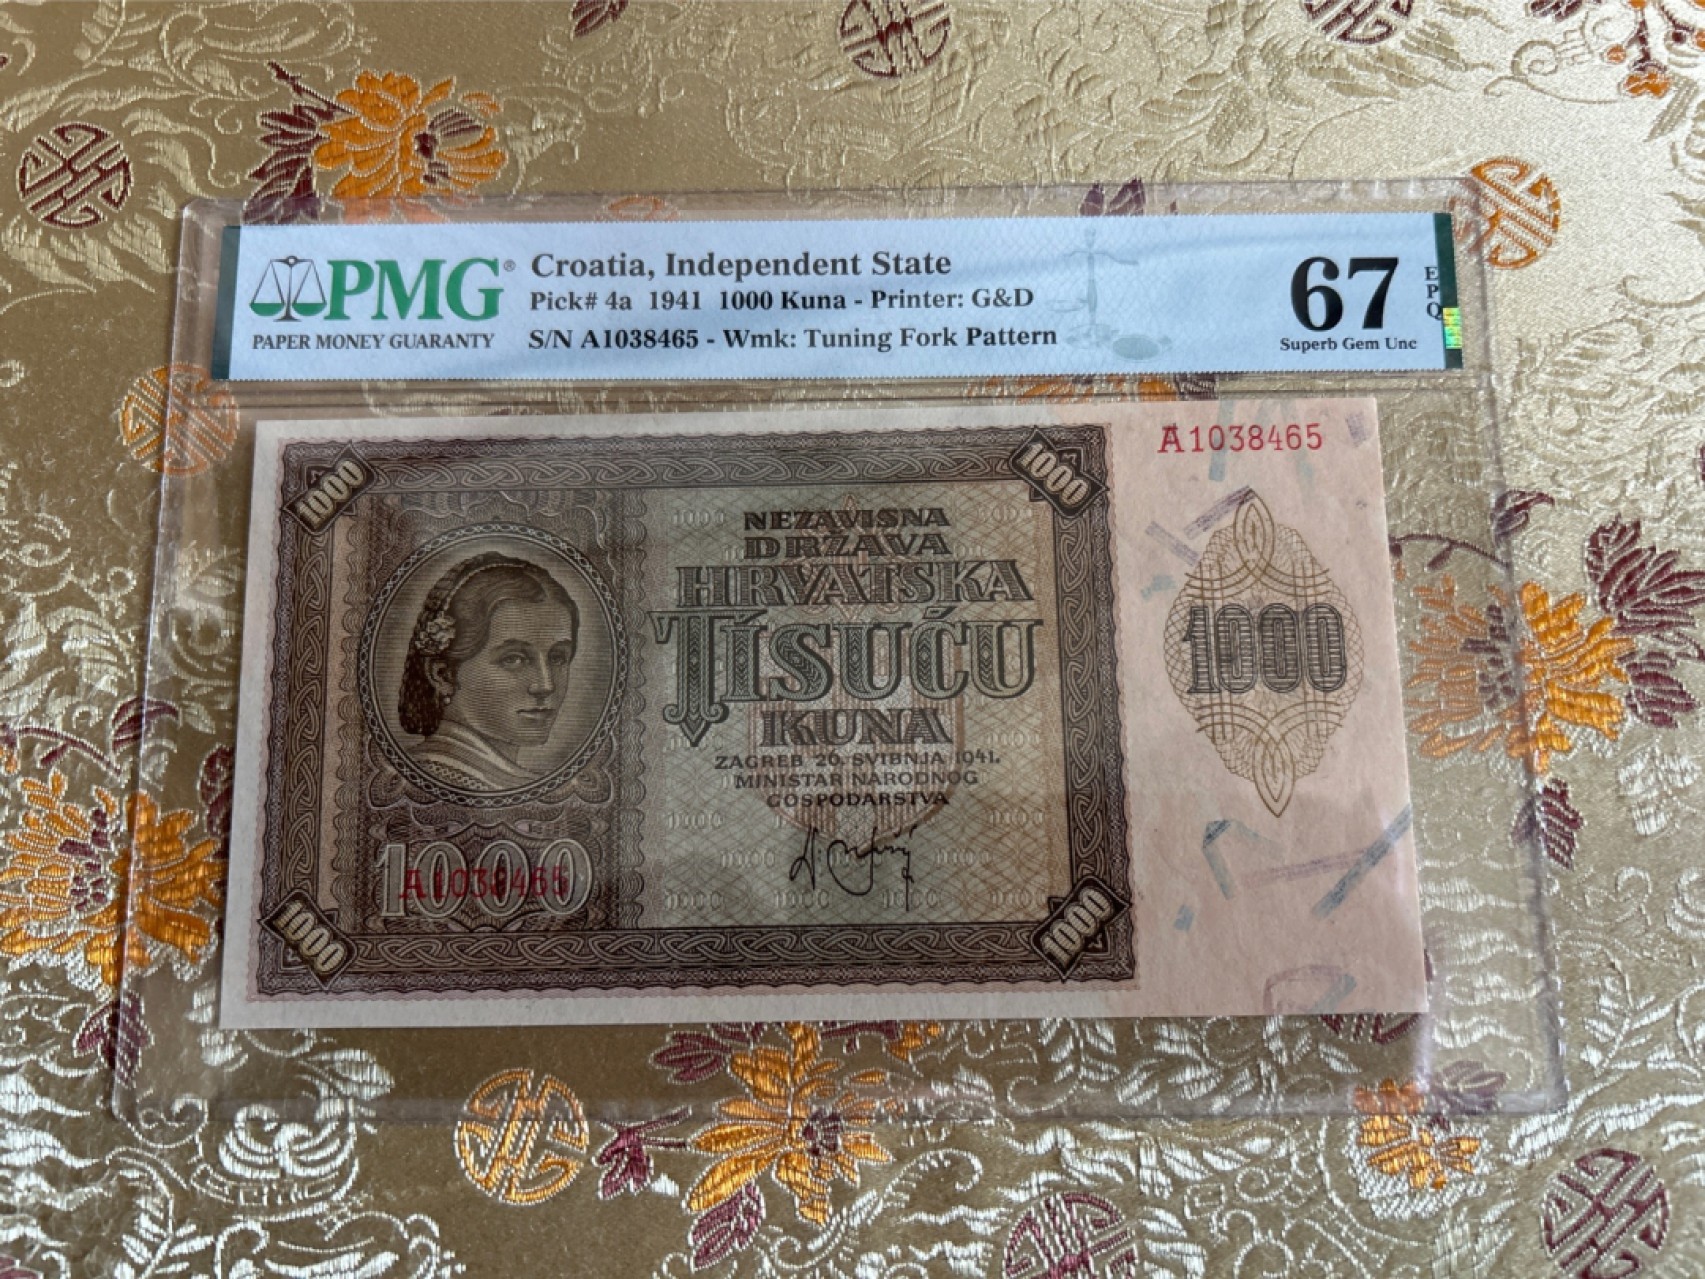 PMG®
PAPER MONEY GUARANTY
Croatia, Independent State
Pick# 4a 1941 1000 Kuna - Printer: G&D
S/N A1038465 - Wmk: Tuning Fork Pattern
67
EPQ
Superb Gem Unc
A1038465
1000
1000
NEZAVISNA
DRŽAVA
HRVATSKA
TISUĆU
KUNA
ZAGREB 26. SVIBNJA 1941.
MINISTAR NARODNOG
GOSPODARSTVA
1000
1000
A1038465
1000
1000